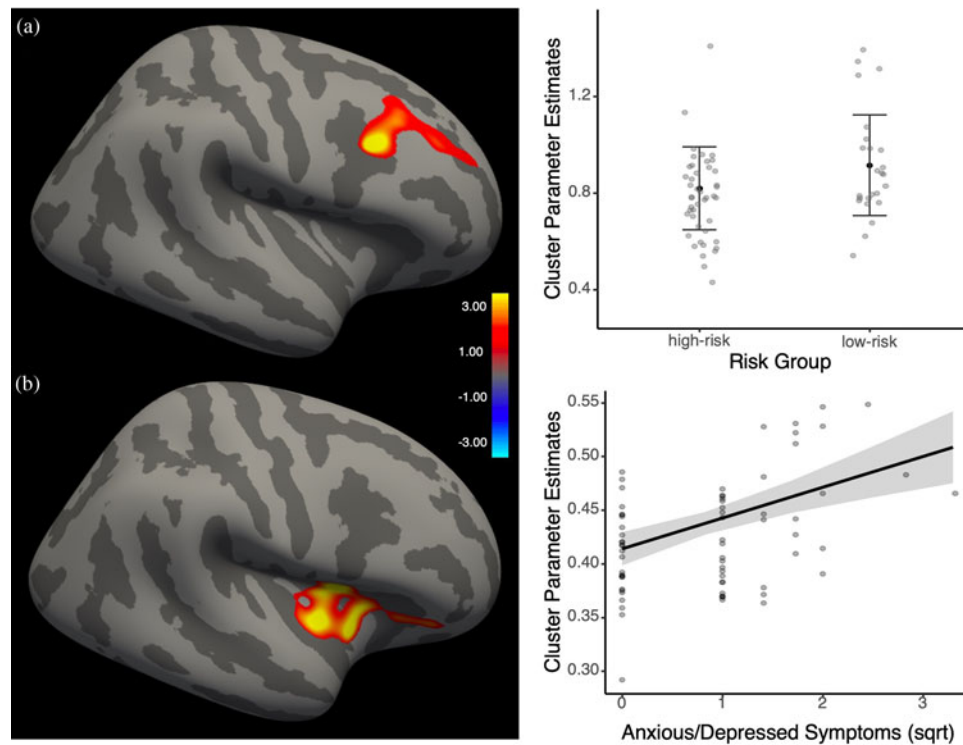 (a)
3.00
1.00
-1.00
-3.00
(b)
Cluster Parameter Estimates
1.2
0.8
0.4
high-risk
low-risk
Risk Group
Cluster Parameter Estimates
0.55
0.50
0.45
0.40
0.35
0.30
0
1
2
3
Anxious/Depressed Symptoms (sqrt)